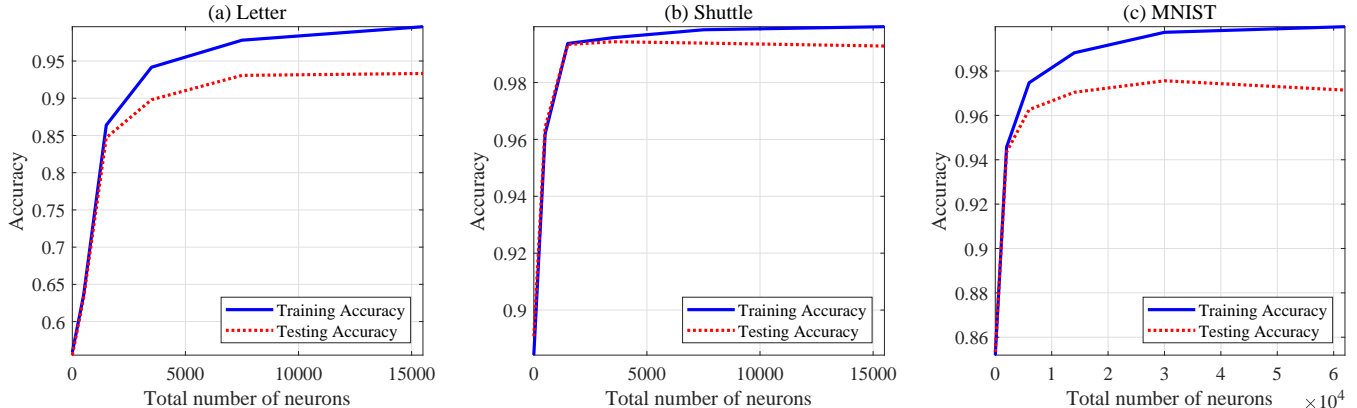 (a) Letter
Accuracy
0.95
0.9
0.85
0.8
0.75
0.7
0.65
0.6
Training Accuracy
Testing Accuracy
0
5000
10000
15000
Total number of neurons
(b) Shuttle
Accuracy
0.98
0.96
0.94
0.92
0.9
Training Accuracy
Testing Accuracy
0
5000
10000
15000
Total number of neurons
(c) MNIST
Accuracy
0.98
0.96
0.94
0.92
0.9
0.88
0.86
Training Accuracy
Testing Accuracy
0
1
2
3
4
5
6
Total number of neurons
×10^4